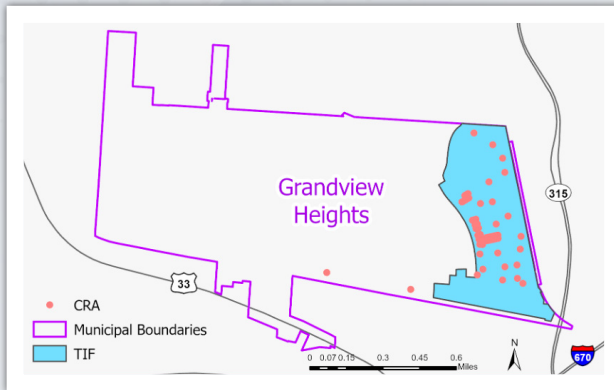 Grandview
Heights
315
33
CRA
Municipal Boundaries
TIF
0 0.07 0.15 0.3 0.45 0.6
Miles
N
670